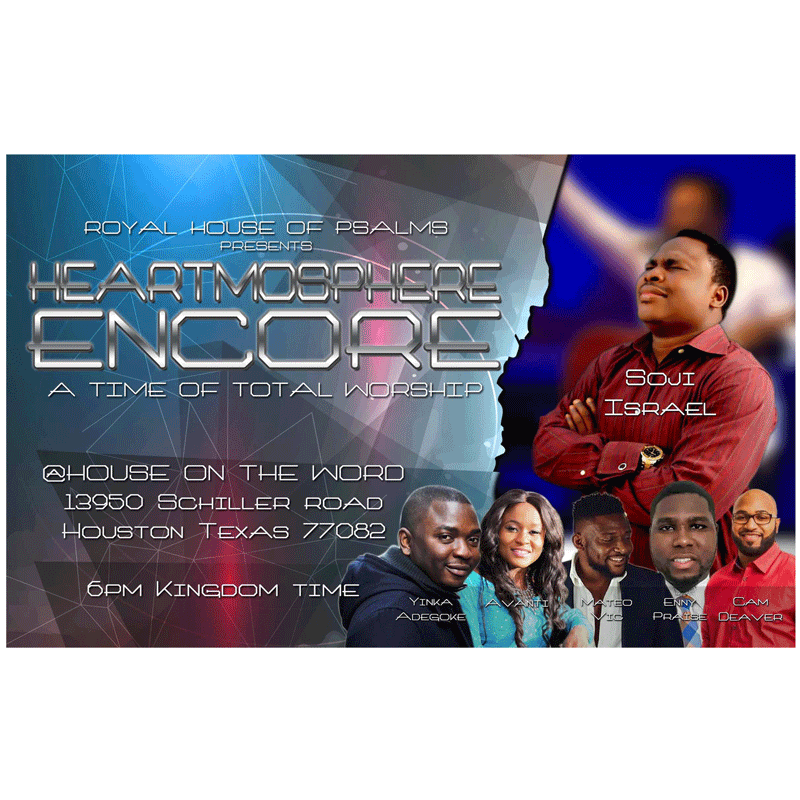 ROYAL HOUSE OF PSALMS
PRESENTS
HEARTMOSPHERE
ENCORE
A TIME OF TOTAL WORSHIP
@HOUSE ON THE WORD
13950 SCHILLER ROAD
HOUSTON TEXAS 77082
6PM KINGDOM TIME
SOJI
ISRAEL
YINKA
ADEGOKE
AVANTI
MATEO
VIC
ENNY
PRAISE
CAM
DEAVER